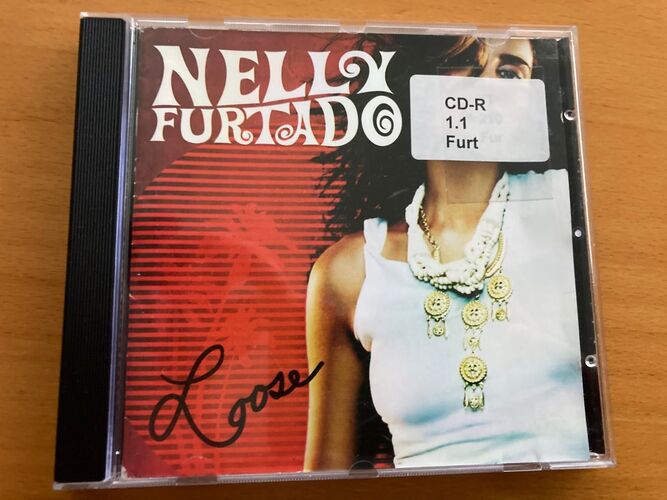 NELLY
FURTADO
CD-R
1.1
Furt
Loose